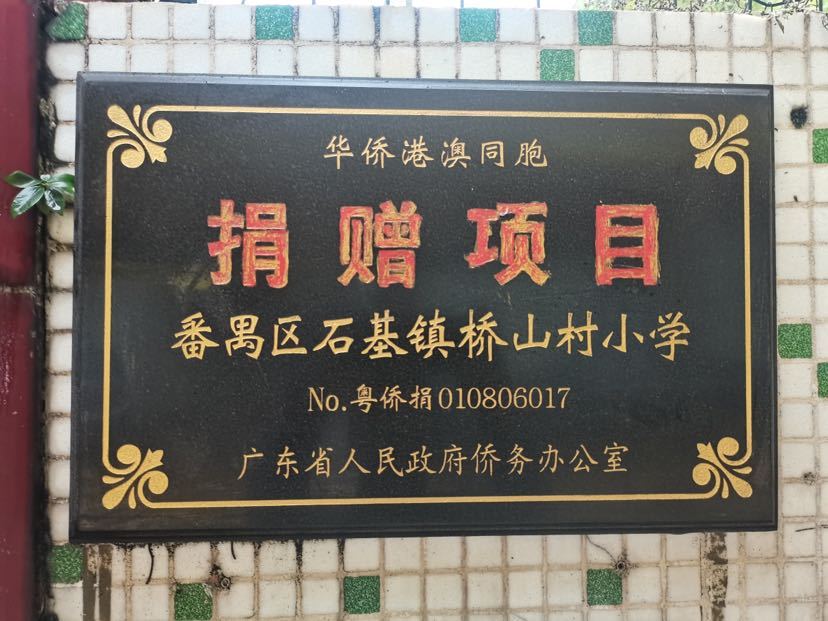 华侨港澳同胞
捐赠项目
番禺区石基镇桥山村小学
No.粤侨捐010806017
广东省人民政府侨务办公室